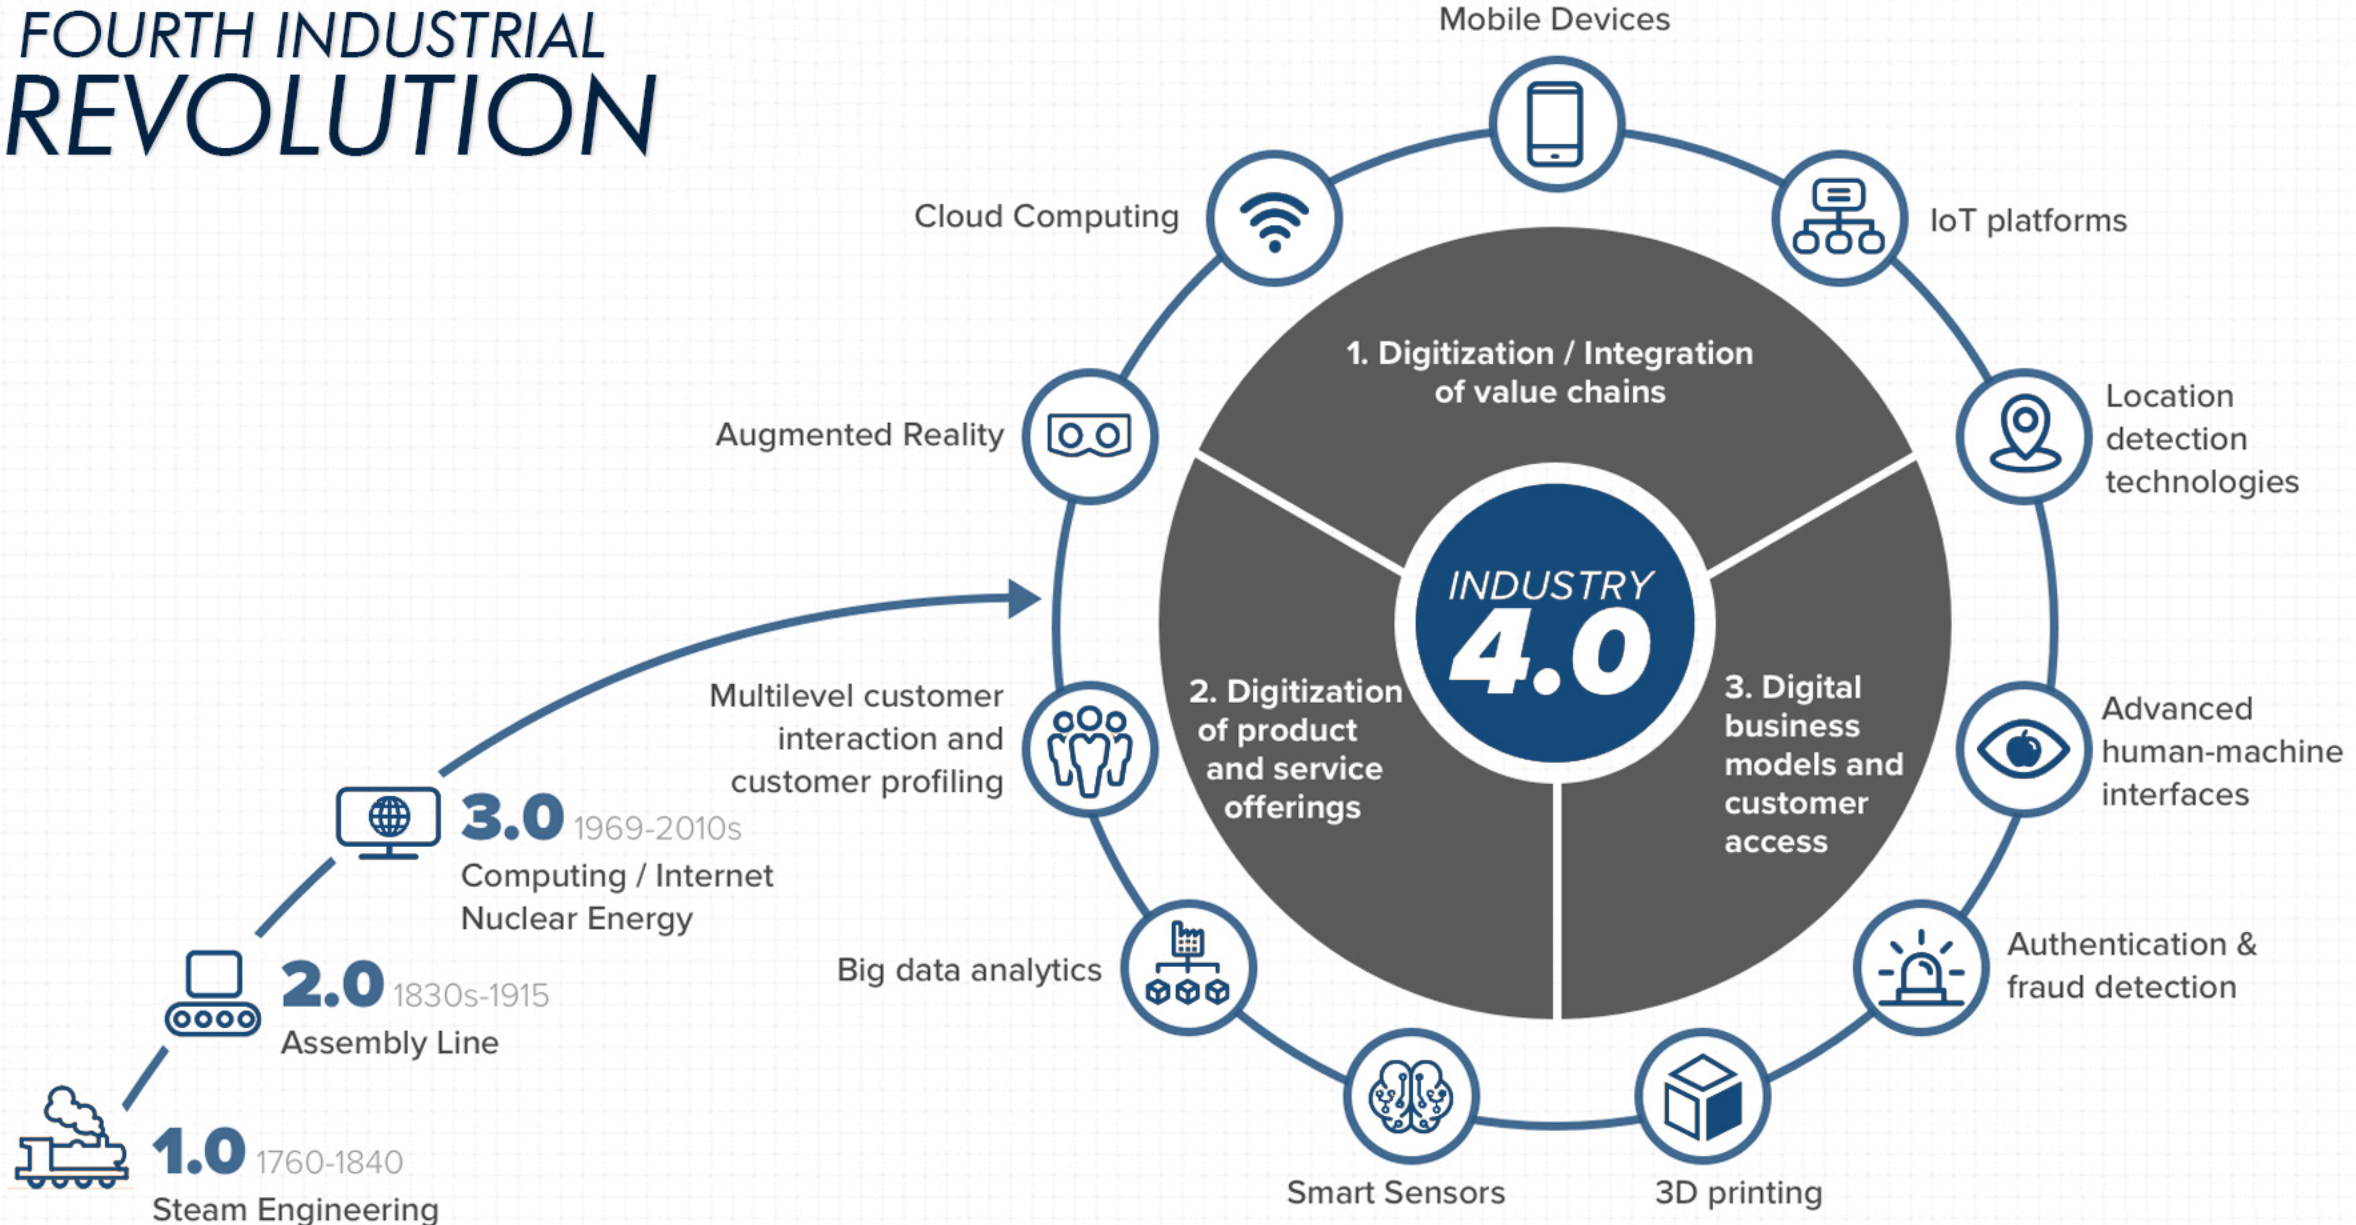 FOURTH INDUSTRIAL
REVOLUTION
Mobile Devices
Cloud Computing
IoT platforms
Augmented Reality
Location
detection
technologies
1. Digitization / Integration
of value chains
INDUSTRY
4.0
2. Digitization
of product
and service
offerings
3. Digital
business
models and
customer
access
Multilevel customer
interaction and
customer profiling
Advanced
human-machine
interfaces
Big data analytics
Authentication &
fraud detection
Smart Sensors
3D printing
3.0 1969-2010s
Computing / Internet
Nuclear Energy
2.0 1830s-1915
Assembly Line
1.0 1760-1840
Steam Engineering